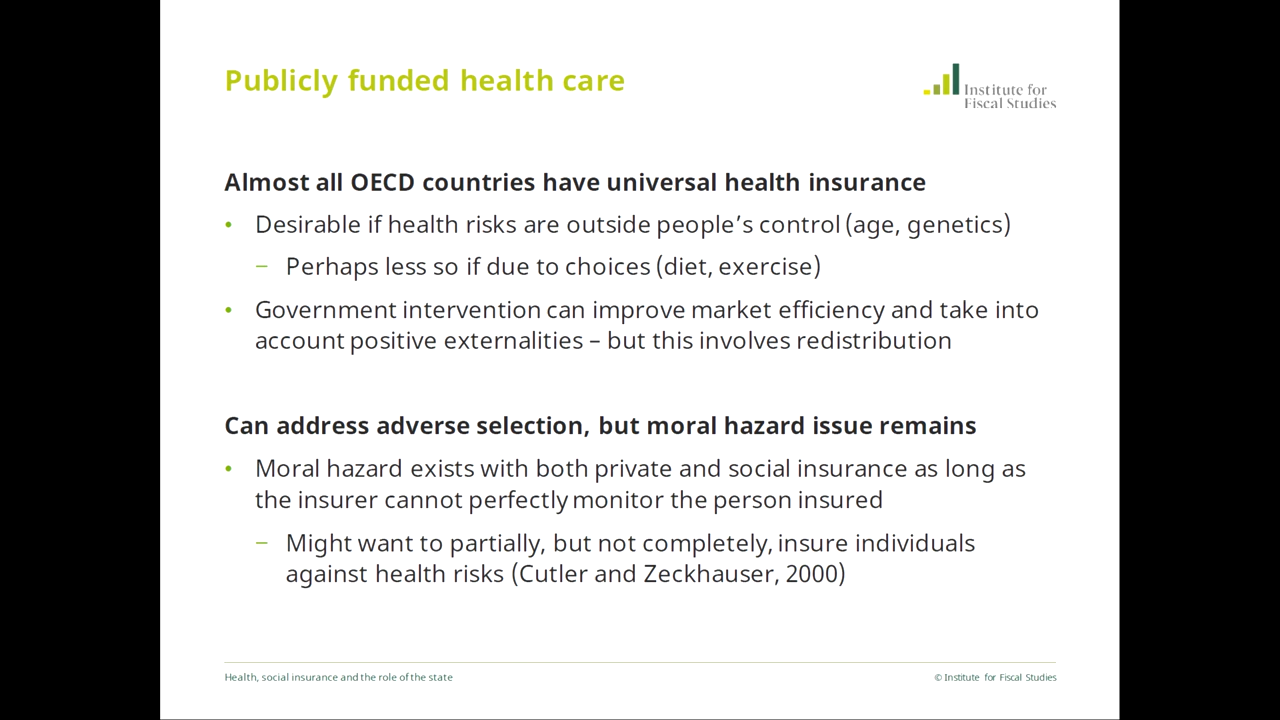 Publicly funded health care
Institute for
Fiscal Studies
Almost all OECD countries have universal health insurance
• Desirable if health risks are outside people’s control (age, genetics)
– Perhaps less so if due to choices (diet, exercise)
• Government intervention can improve market efficiency and take into
account positive externalities – but this involves redistribution
Can address adverse selection, but moral hazard issue remains
• Moral hazard exists with both private and social insurance as long as
the insurer cannot perfectly monitor the person insured
– Might want to partially, but not completely, insure individuals
against health risks (Cutler and Zeckhauser, 2000)
Health, social insurance and the role of the state
© Institute for Fiscal Studies